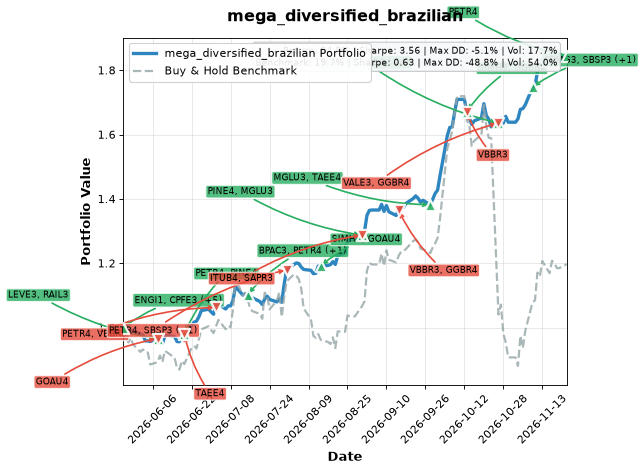 mega_diversified_brazilian
PETR4
mega_diversified_brazilian Portfolio
Buy & Hold Benchmark
Sharpe: 3.56 | Max DD: -5.1% | Vol: 17.7%
Sharpe: 0.63 | Max DD: -48.8% | Vol: 54.0%
SBSP3 (+1)
VBBR3
MGLU3, TAEE4
VALE3, GGBR4
PINE4, MGLU3
GOAU4
BPAC3, PETR4 (+1)
VBBR3, GGBR4
ITUB4, SAPR3
LEVE3, RAIL3
ENGI1, CPFE3
PETR4, SBSP3
GOAU4
TAEE4
Portfolio Value
1.8
1.6
1.4
1.2
2026-06-06
2026-06-22
2026-07-08
2026-07-24
2026-08-09
2026-08-25
2026-09-10
2026-09-26
2026-10-12
2026-10-28
2026-11-13
Date